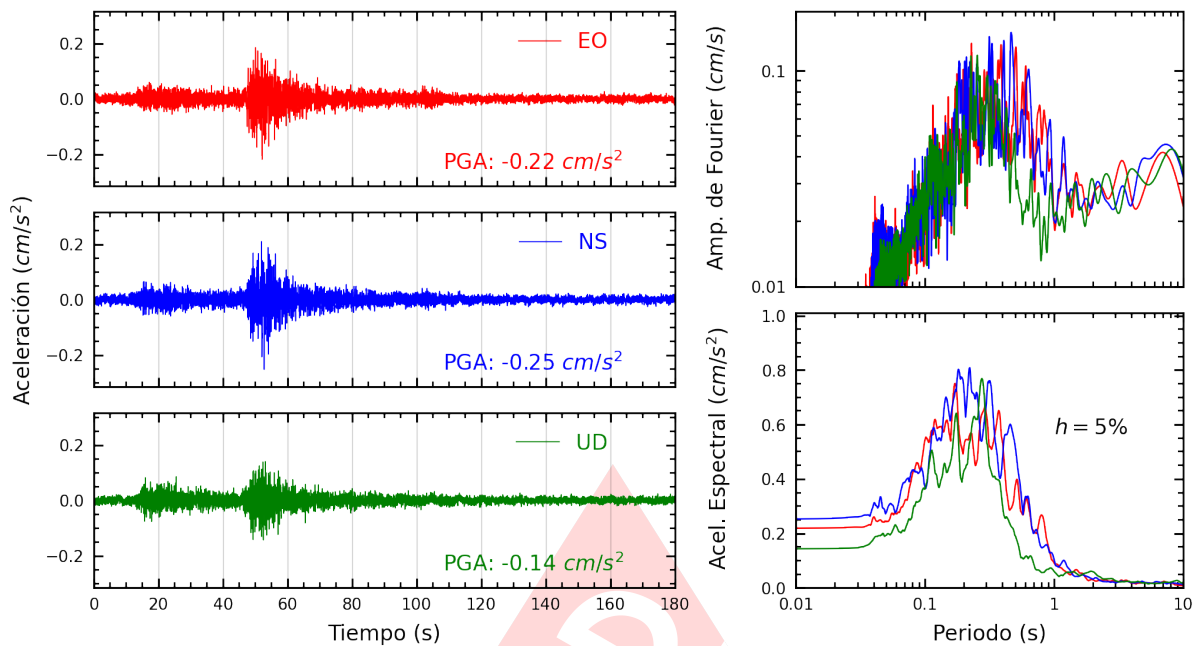 Aceleración (cm/s²)
0.2
0.0
−0.2
EO
PGA: -0.22 cm/s²
0.2
0.0
−0.2
NS
PGA: -0.25 cm/s²
0.2
0.0
−0.2
UD
PGA: -0.14 cm/s²
0 20 40 60 80 100 120 140 160 180
Tiempo (s)
Amp. de Fourier (cm/s)
0.1
0.01
Acel. Espectral (cm/s²)
1.0
0.8
0.6
0.4
0.2
0.0
h = 5%
0.01 0.1 1 10
Periodo (s)